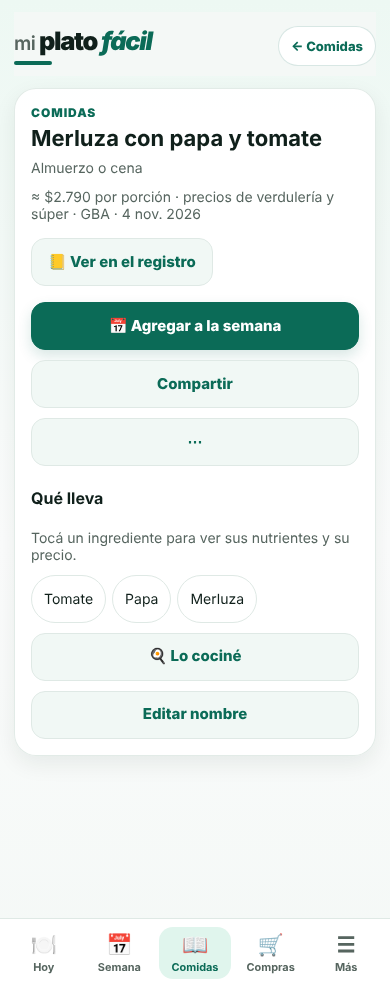 mi plato fácil
← Comidas
COMIDAS
Merluza con papa y tomate
Almuerzo o cena
≈ $2.790 por porción · precios de verdulería y
súper · GBA · 4 nov. 2026
📒 Ver en el registro
📅 Agregar a la semana
Compartir
...
Qué lleva
Tocá un ingrediente para ver sus nutrientes y su
precio.
Tomate Papa Merluza
🍳 Lo cociné
Editar nombre
Hoy Semana Comidas Compras Más